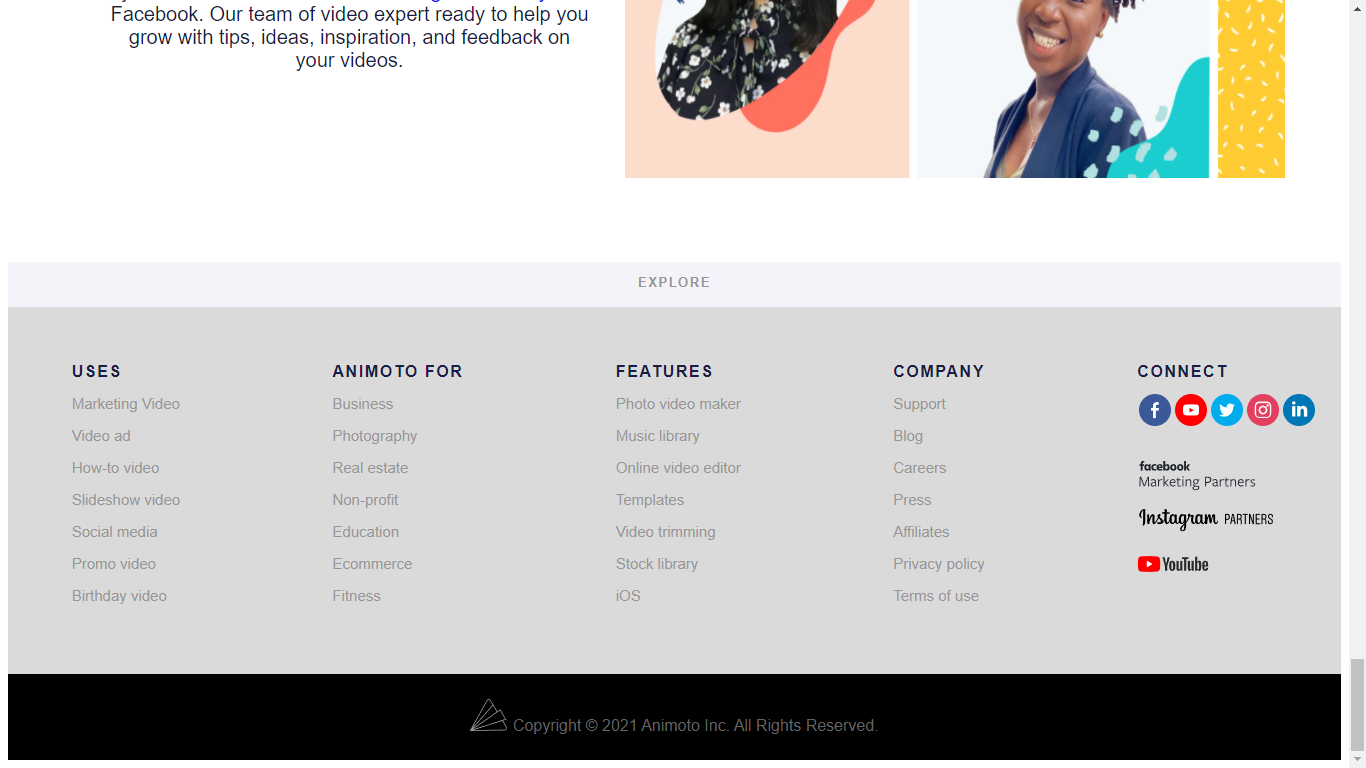 Facebook. Our team of video expert ready to help you
grow with tips, ideas, inspiration, and feedback on
your videos.
EXPLORE
USES
Marketing Video
Video ad
How-to video
Slideshow video
Social media
Promo video
Birthday video
ANIMOTO FOR
Business
Photography
Real estate
Non-profit
Education
Ecommerce
Fitness
FEATURES
Photo video maker
Music library
Online video editor
Templates
Video trimming
Stock library
iOS
COMPANY
Support
Blog
Careers
Press
Affiliates
Privacy policy
Terms of use
CONNECT
facebook
Marketing Partners
Instagram PARTNERS
YouTube
Copyright © 2021 Animoto Inc. All Rights Reserved.